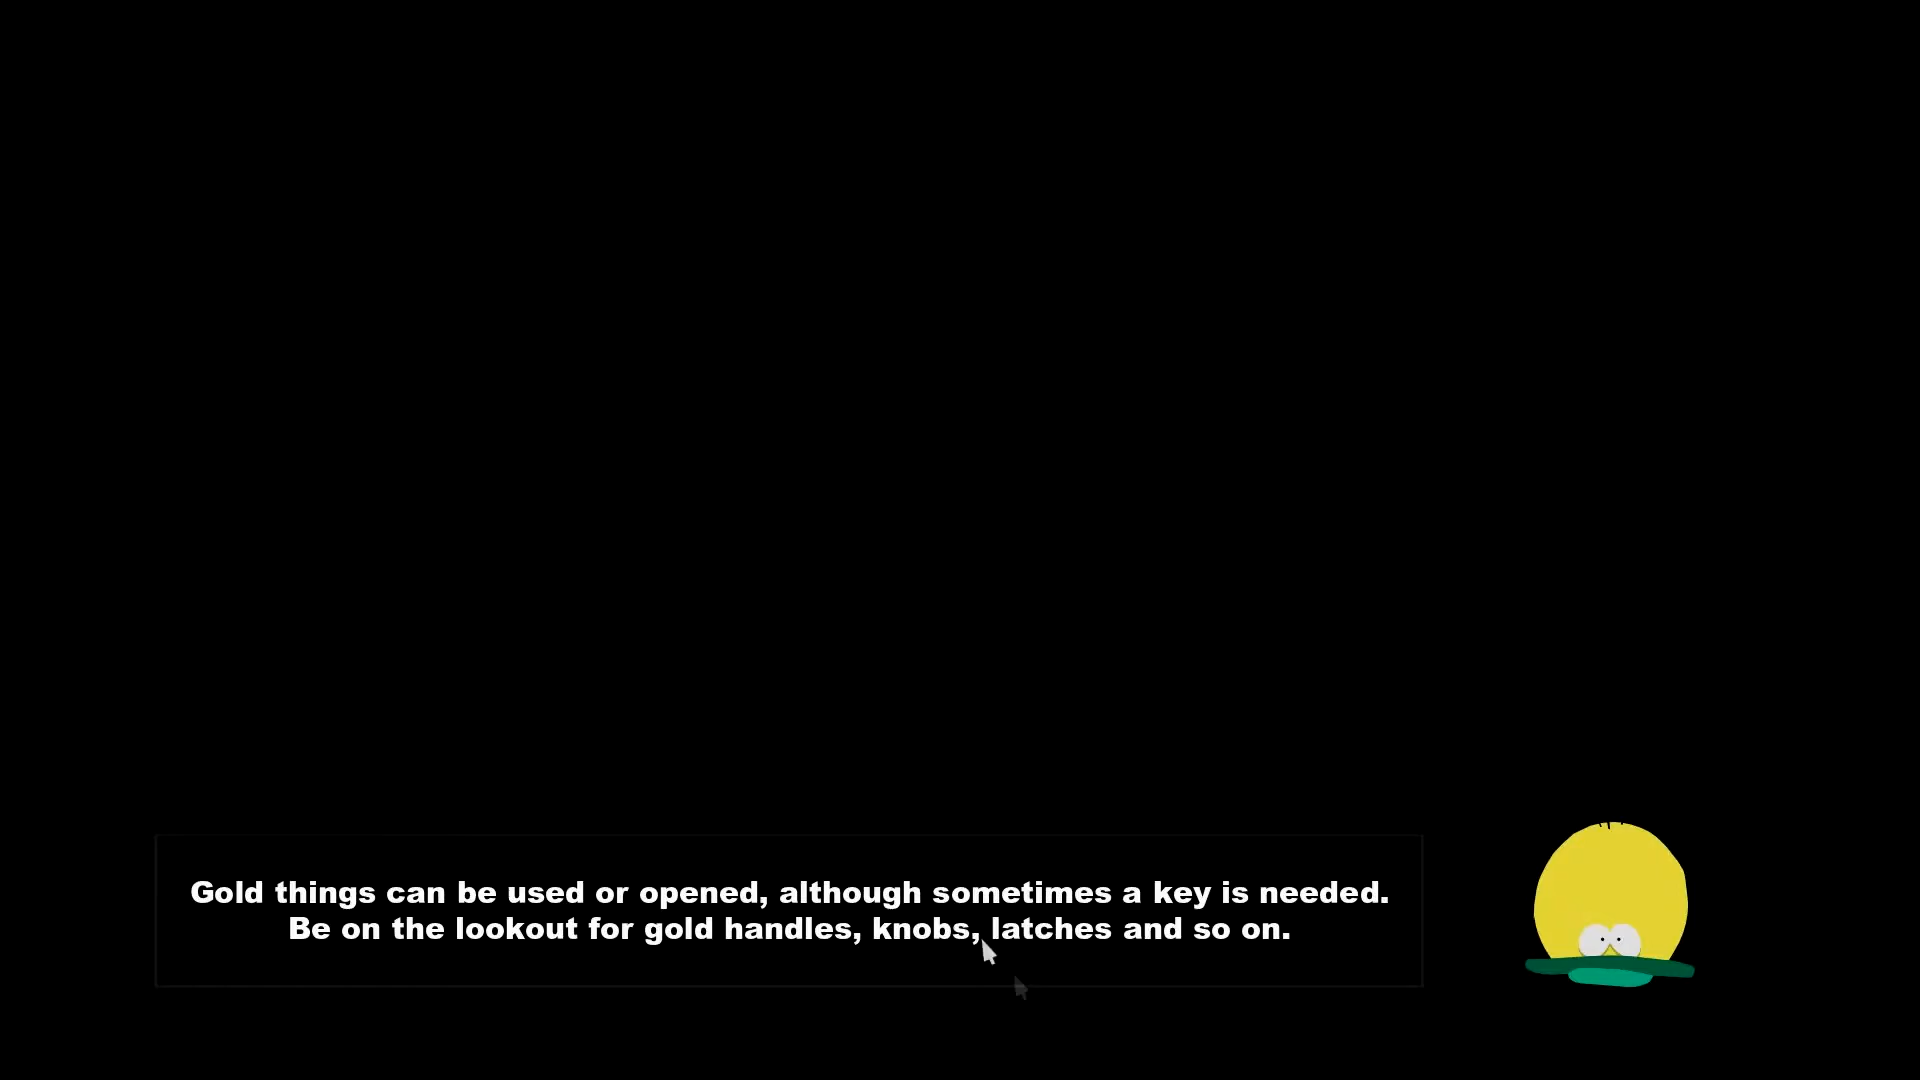 Gold things can be used or opened, although sometimes a key is needed.
Be on the lookout for gold handles, knobs, latches and so on.